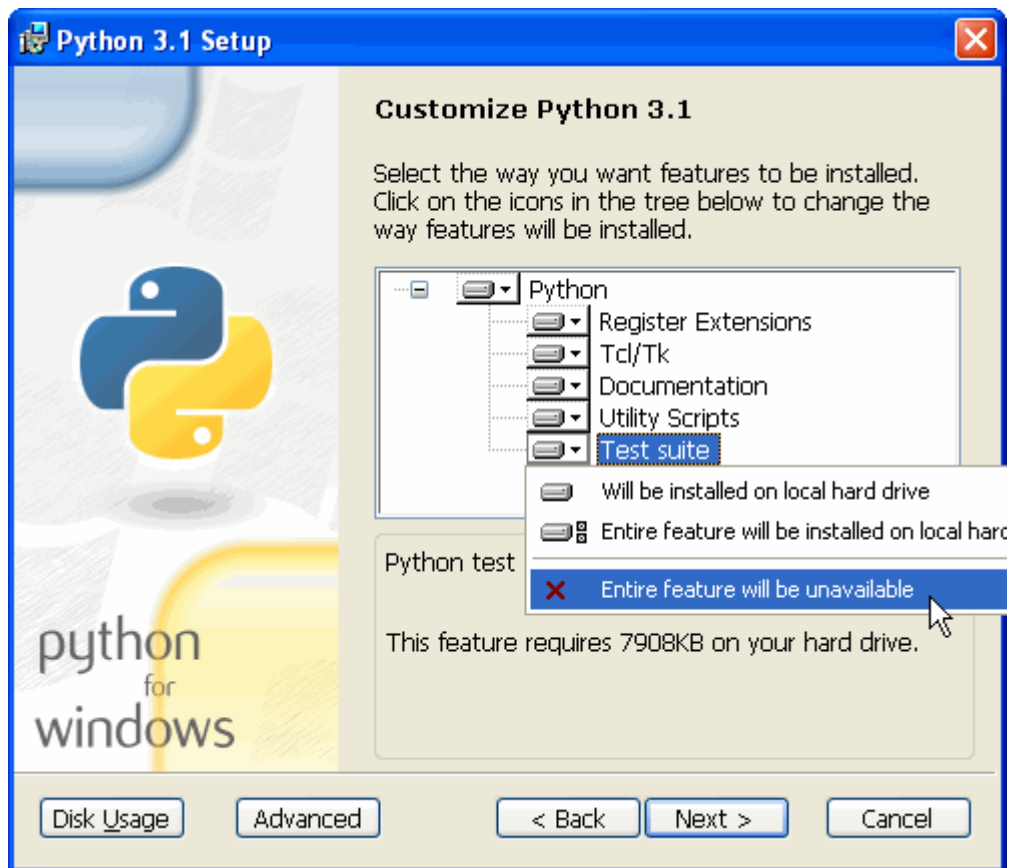 Python 3.1 Setup
Customize Python 3.1
Select the way you want features to be installed.
Click on the icons in the tree below to change the
way features will be installed.
Python
Register Extensions
Tcl/Tk
Documentation
Utility Scripts
Test suite
Will be installed on local hard drive
Entire feature will be installed on local hard
Entire feature will be unavailable
Python test
This feature requires 7908KB on your hard drive.
python
for
windows
Disk Usage
Advanced
< Back
Next >
Cancel